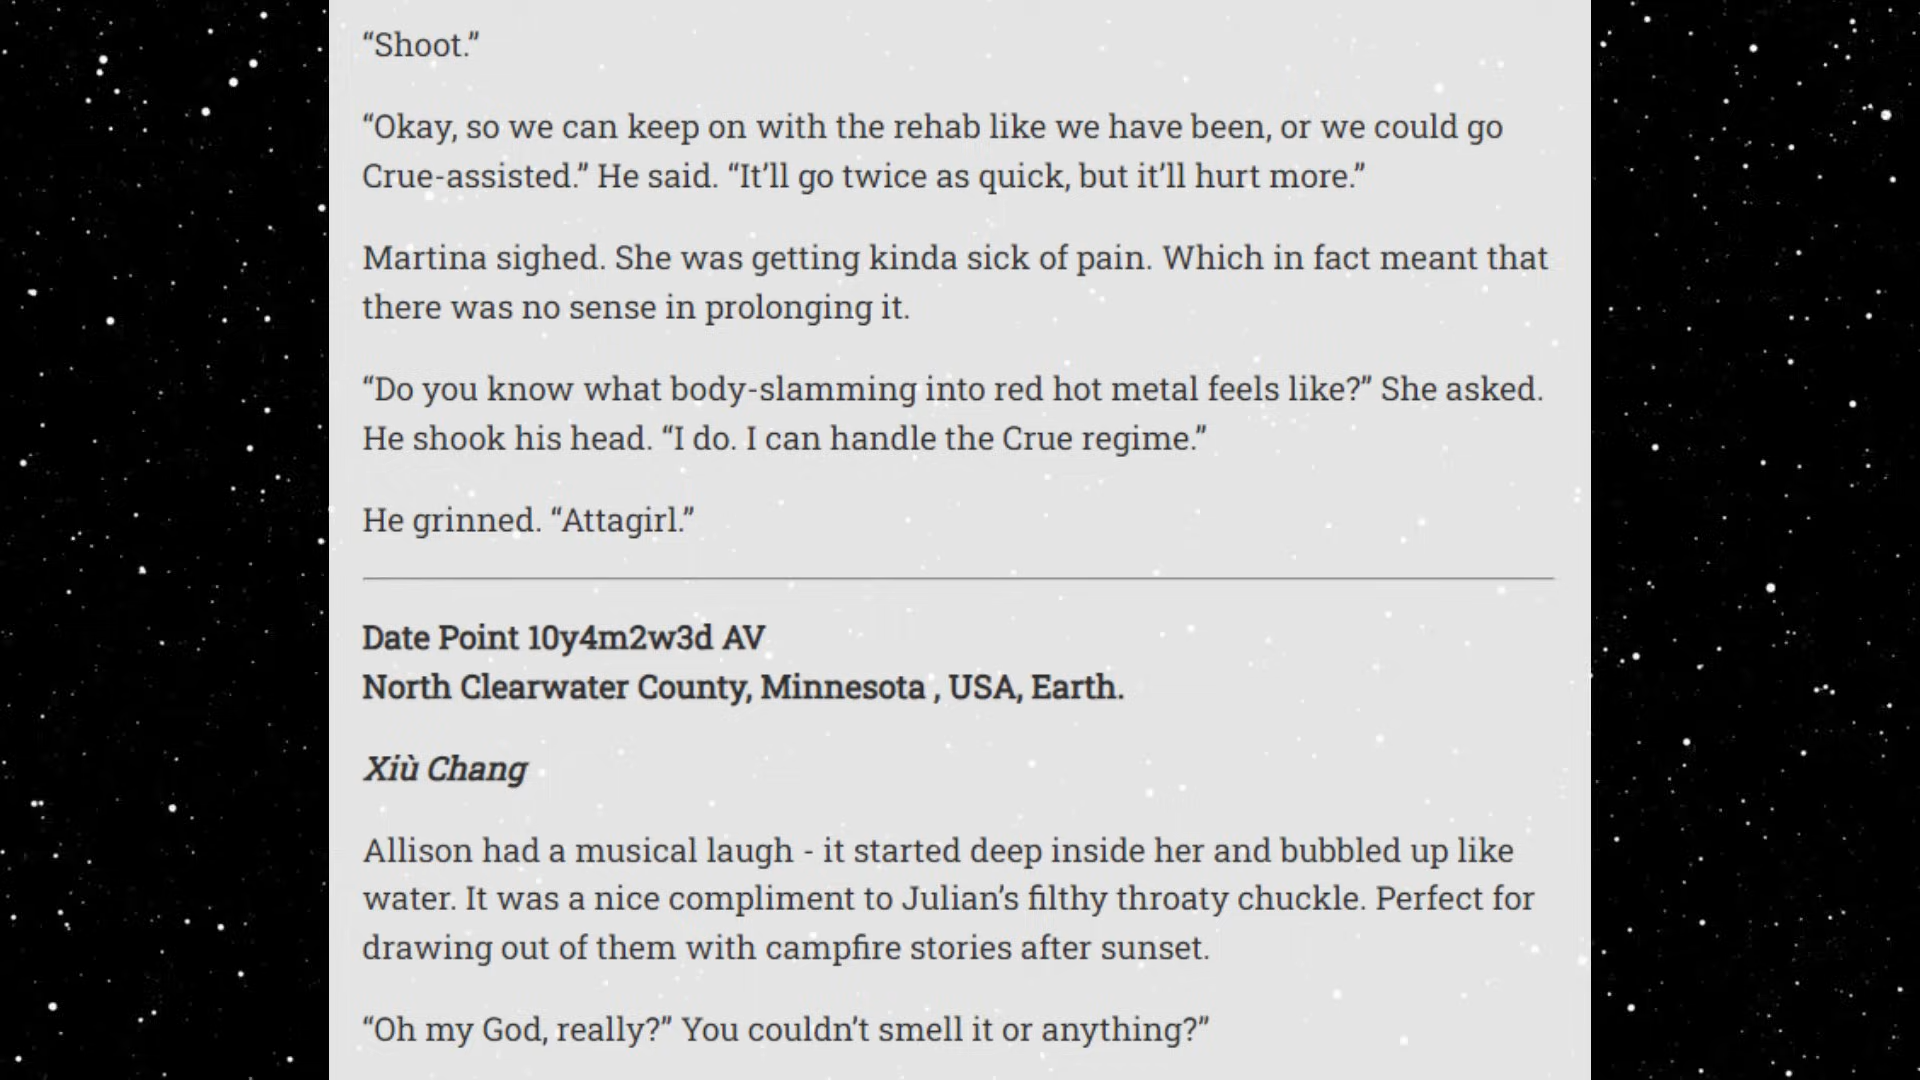 “Shoot.”
“Okay, so we can keep on with the rehab like we have been, or we could go
Crue-assisted.” He said. “It’ll go twice as quick, but it’ll hurt more.”
Martina sighed. She was getting kinda sick of pain. Which in fact meant that
there was no sense in prolonging it.
“Do you know what body-slamming into red hot metal feels like?” She asked.
He shook his head. “I do. I can handle the Crue regime.”
He grinned. “Attagirl.”
Date Point 10y4m2w3d AV
North Clearwater County, Minnesota , USA, Earth.
Xiù Chang
Allison had a musical laugh - it started deep inside her and bubbled up like
water. It was a nice compliment to Julian’s filthy throaty chuckle. Perfect for
drawing out of them with campfire stories after sunset.
“Oh my God, really?” You couldn’t smell it or anything?”